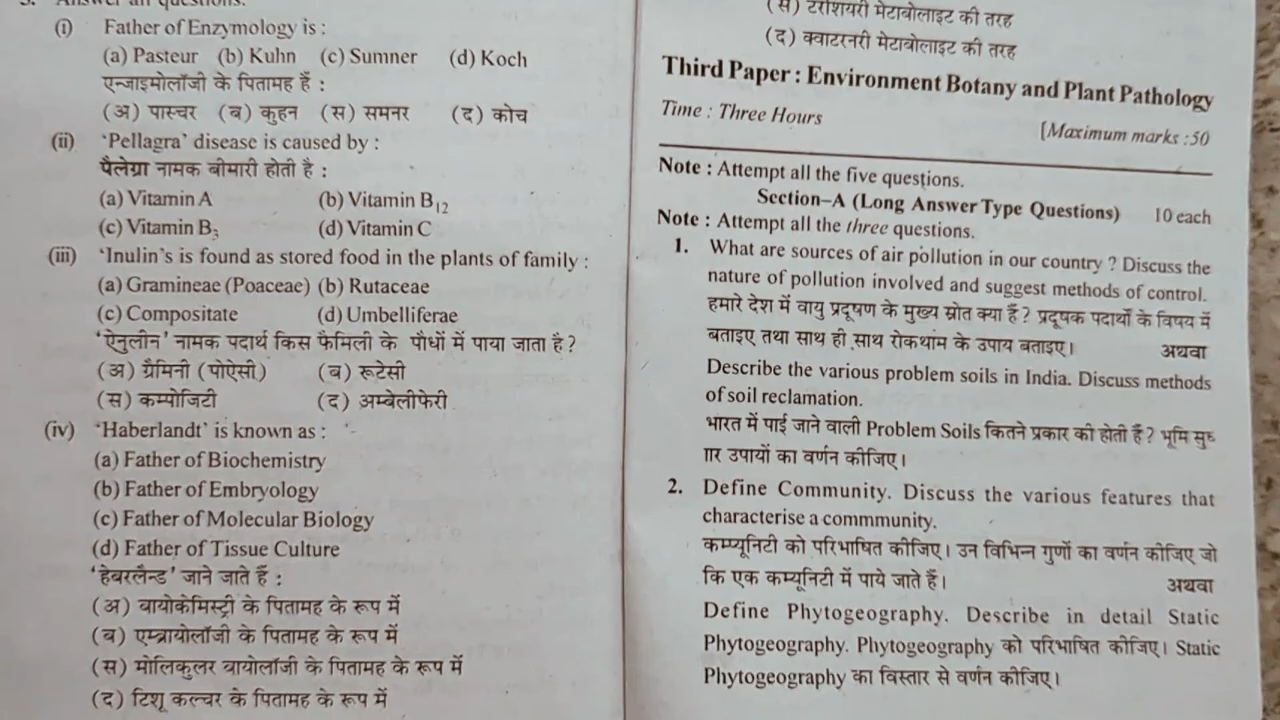 5. Answer all questions.
(i) Father of Enzymology is :
(a) Pasteur (b) Kuhn (c) Sumner (d) Koch
एन्जाइमोलॉजी के पितामह हैं :
(अ) पास्चर (ब) कुहन (स) समनर (द) कोच
(ii) ‘Pellagra’ disease is caused by :
पैलेग्रा नामक बीमारी होती है :
(a) Vitamin A (b) Vitamin B12
(c) Vitamin B3 (d) Vitamin C
(iii) ‘Inulin’s is found as stored food in the plants of family :
(a) Gramineae (Poaceae) (b) Rutaceae
(c) Compositate (d) Umbelliferae
‘ऐनुलीन’ नामक पदार्थ किस फैमिली के पौधों में पाया जाता है ?
(अ) ग्रैमिनी (पोऐसी) (ब) रूटेसी
(स) कम्पोजिटी (द) अम्बेलीफेरी
(iv) ‘Haberlandt’ is known as :
(a) Father of Biochemistry
(b) Father of Embryology
(c) Father of Molecular Biology
(d) Father of Tissue Culture
‘हेबरलैन्ड’ जाने जाते हैं :
(अ) बायोकेमिस्ट्री के पितामह के रूप में
(ब) एम्ब्रायोलॉजी के पितामह के रूप में
(स) मोलिकुलर बायोलॉजी के पितामह के रूप में
(द) टिशू कल्चर के पितामह के रूप में
(स) टरशियरी मेटाबोलाइट की तरह
(द) क्वाटरनरी मेटाबोलाइट की तरह
Third Paper : Environment Botany and Plant Pathology
Time : Three Hours [Maximum marks :50
Note : Attempt all the five questions.
Section–A (Long Answer Type Questions) 10 each
Note : Attempt all the three questions.
1. What are sources of air pollution in our country ? Discuss the
nature of pollution involved and suggest methods of control.
हमारे देश में वायु प्रदूषण के मुख्य स्रोत क्या हैं ? प्रदूषक पदार्थों के विषय में
बताइए तथा साथ ही साथ रोकथाम के उपाय बताइए। अथवा
Describe the various problem soils in India. Discuss methods
of soil reclamation.
भारत में पाई जाने वाली Problem Soils कितने प्रकार की होती हैं ? भूमि सुध
ार उपायों का वर्णन कीजिए।
2. Define Community. Discuss the various features that
characterise a commmunity.
कम्प्यूनिटी को परिभाषित कीजिए। उन विभिन्न गुणों का वर्णन कीजिए जो
कि एक कम्यूनिटी में पाये जाते हैं। अथवा
Define Phytogeography. Describe in detail Static
Phytogeography. Phytogeography को परिभाषित कीजिए। Static
Phytogeography का विस्तार से वर्णन कीजिए।